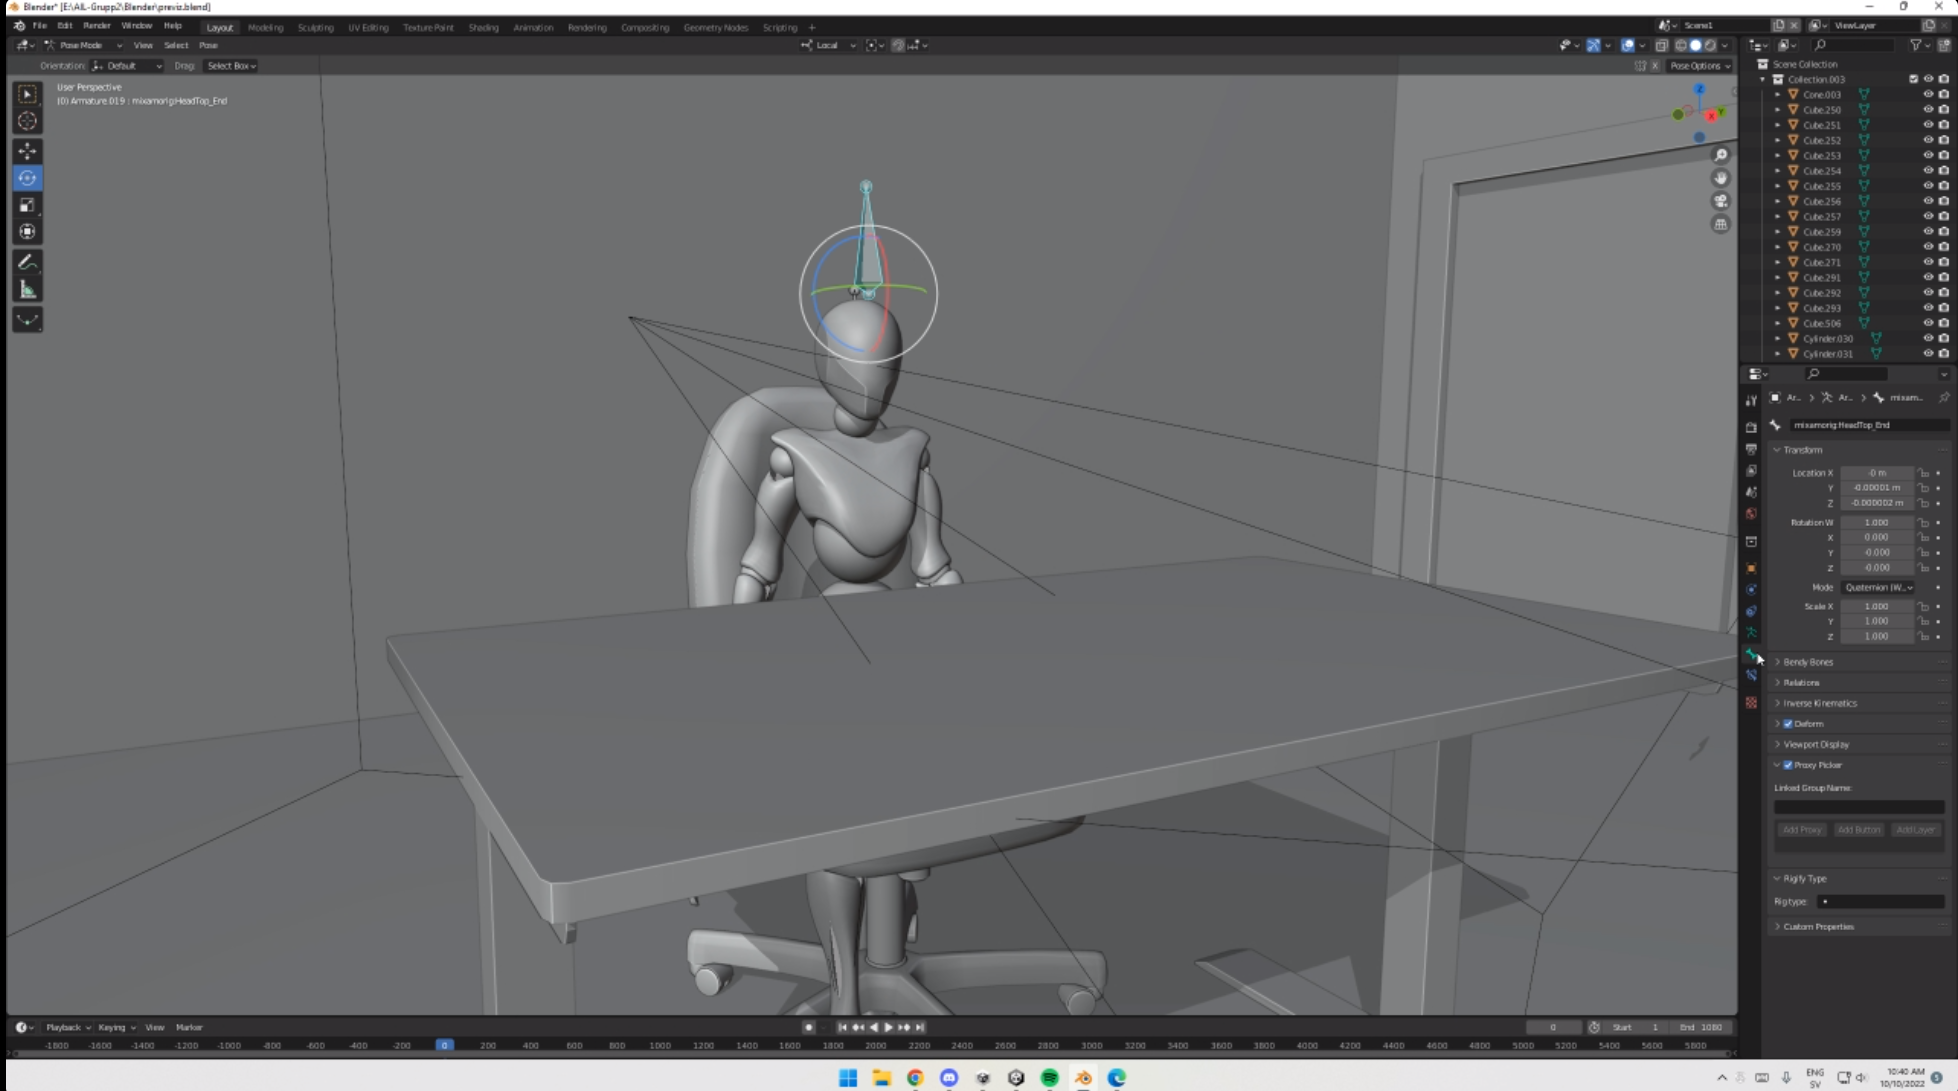 Blender* [E:\AIL-Grupp2\Blender\previz.blend]
File Edit Render Window Help Layout Modeling Sculpting UV Editing Texture Paint Shading Animation Rendering Compositing Geometry Nodes Scripting + Scene1 ViewLayer
Pose Mode View Select Pose Local
Orientation: Default Drag: Select Box Pose Options
User Perspective
(0) Armature.019 : mixamorig:HeadTop_End
Z
Y
X
Scene Collection
Collection.003
Cone.003
Cube.250
Cube.251
Cube.252
Cube.253
Cube.254
Cube.255
Cube.256
Cube.257
Cube.259
Cube.270
Cube.271
Cube.291
Cube.292
Cube.293
Cube.506
Cylinder.030
Cylinder.031
Ar... > Ar... > mixam...
mixamorig:HeadTop_End
Transform
Location X -0 m
Y -0.00001 m
Z -0.000002 m
Rotation W 1.000
X 0.000
Y -0.000
Z -0.000
Mode Quaternion (W...
Scale X 1.000
Y 1.000
Z 1.000
Bendy Bones
Relations
Inverse Kinematics
Deform
Viewport Display
Proxy Picker
Linked Group Name:
Add Proxy Add Button Add Layer
Rigify Type
Rig type:
Custom Properties
Playback Keying View Marker 0 Start 1 End 1080
-1800 -1600 -1400 -1200 -1000 -800 -600 -400 -200 0 200 400 600 800 1000 1200 1400 1600 1800 2000 2200 2400 2600 2800 3000 3200 3400 3600 3800 4000 4200 4400 4600 4800 5000 5200 5400 5600 5800
ENG
SV
10:40 AM
10/10/2022